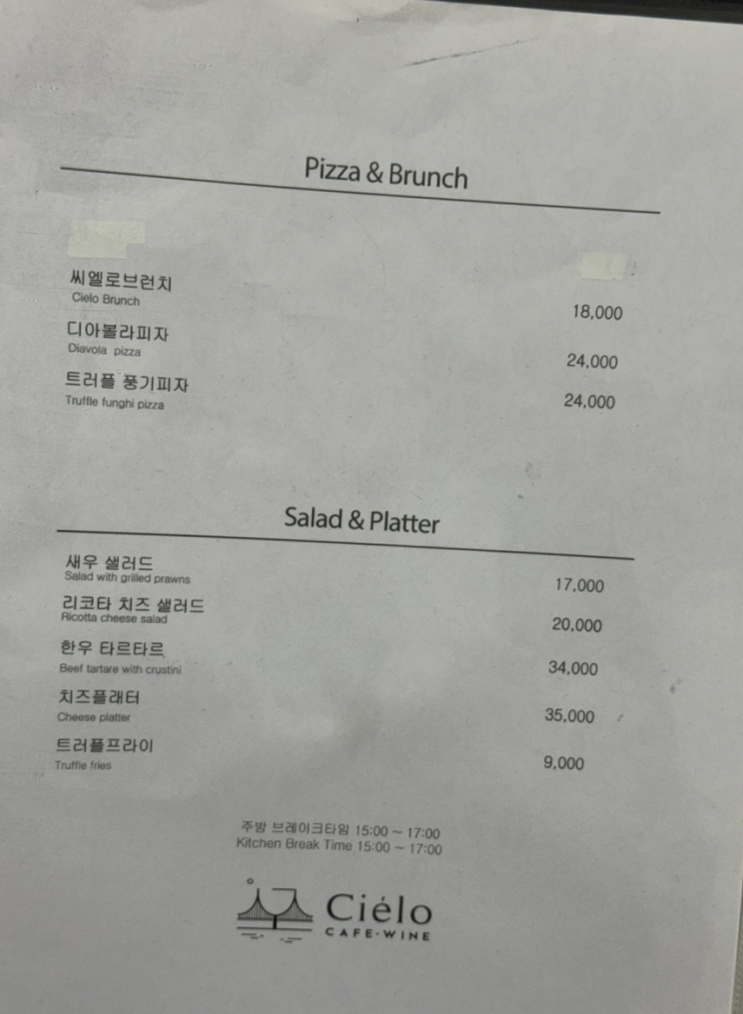 Pizza & Brunch
씨엘로브런치
Cielo Brunch
18,000
디아볼라피자
Diavola pizza
24,000
트러플 풍기피자
Truffle funghi pizza
24,000
Salad & Platter
새우 샐러드
Salad with grilled prawns
17,000
리코타 치즈 샐러드
Ricotta cheese salad
20,000
한우 타르타르
Beef tartare with crustini
34,000
치즈플래터
Cheese platter
35,000
트러플프라이
Truffle fries
9,000
주방 브레이크타임 15:00 ~ 17:00
Kitchen Break Time 15:00 ~ 17:00
Ciélo
CAFE·WINE